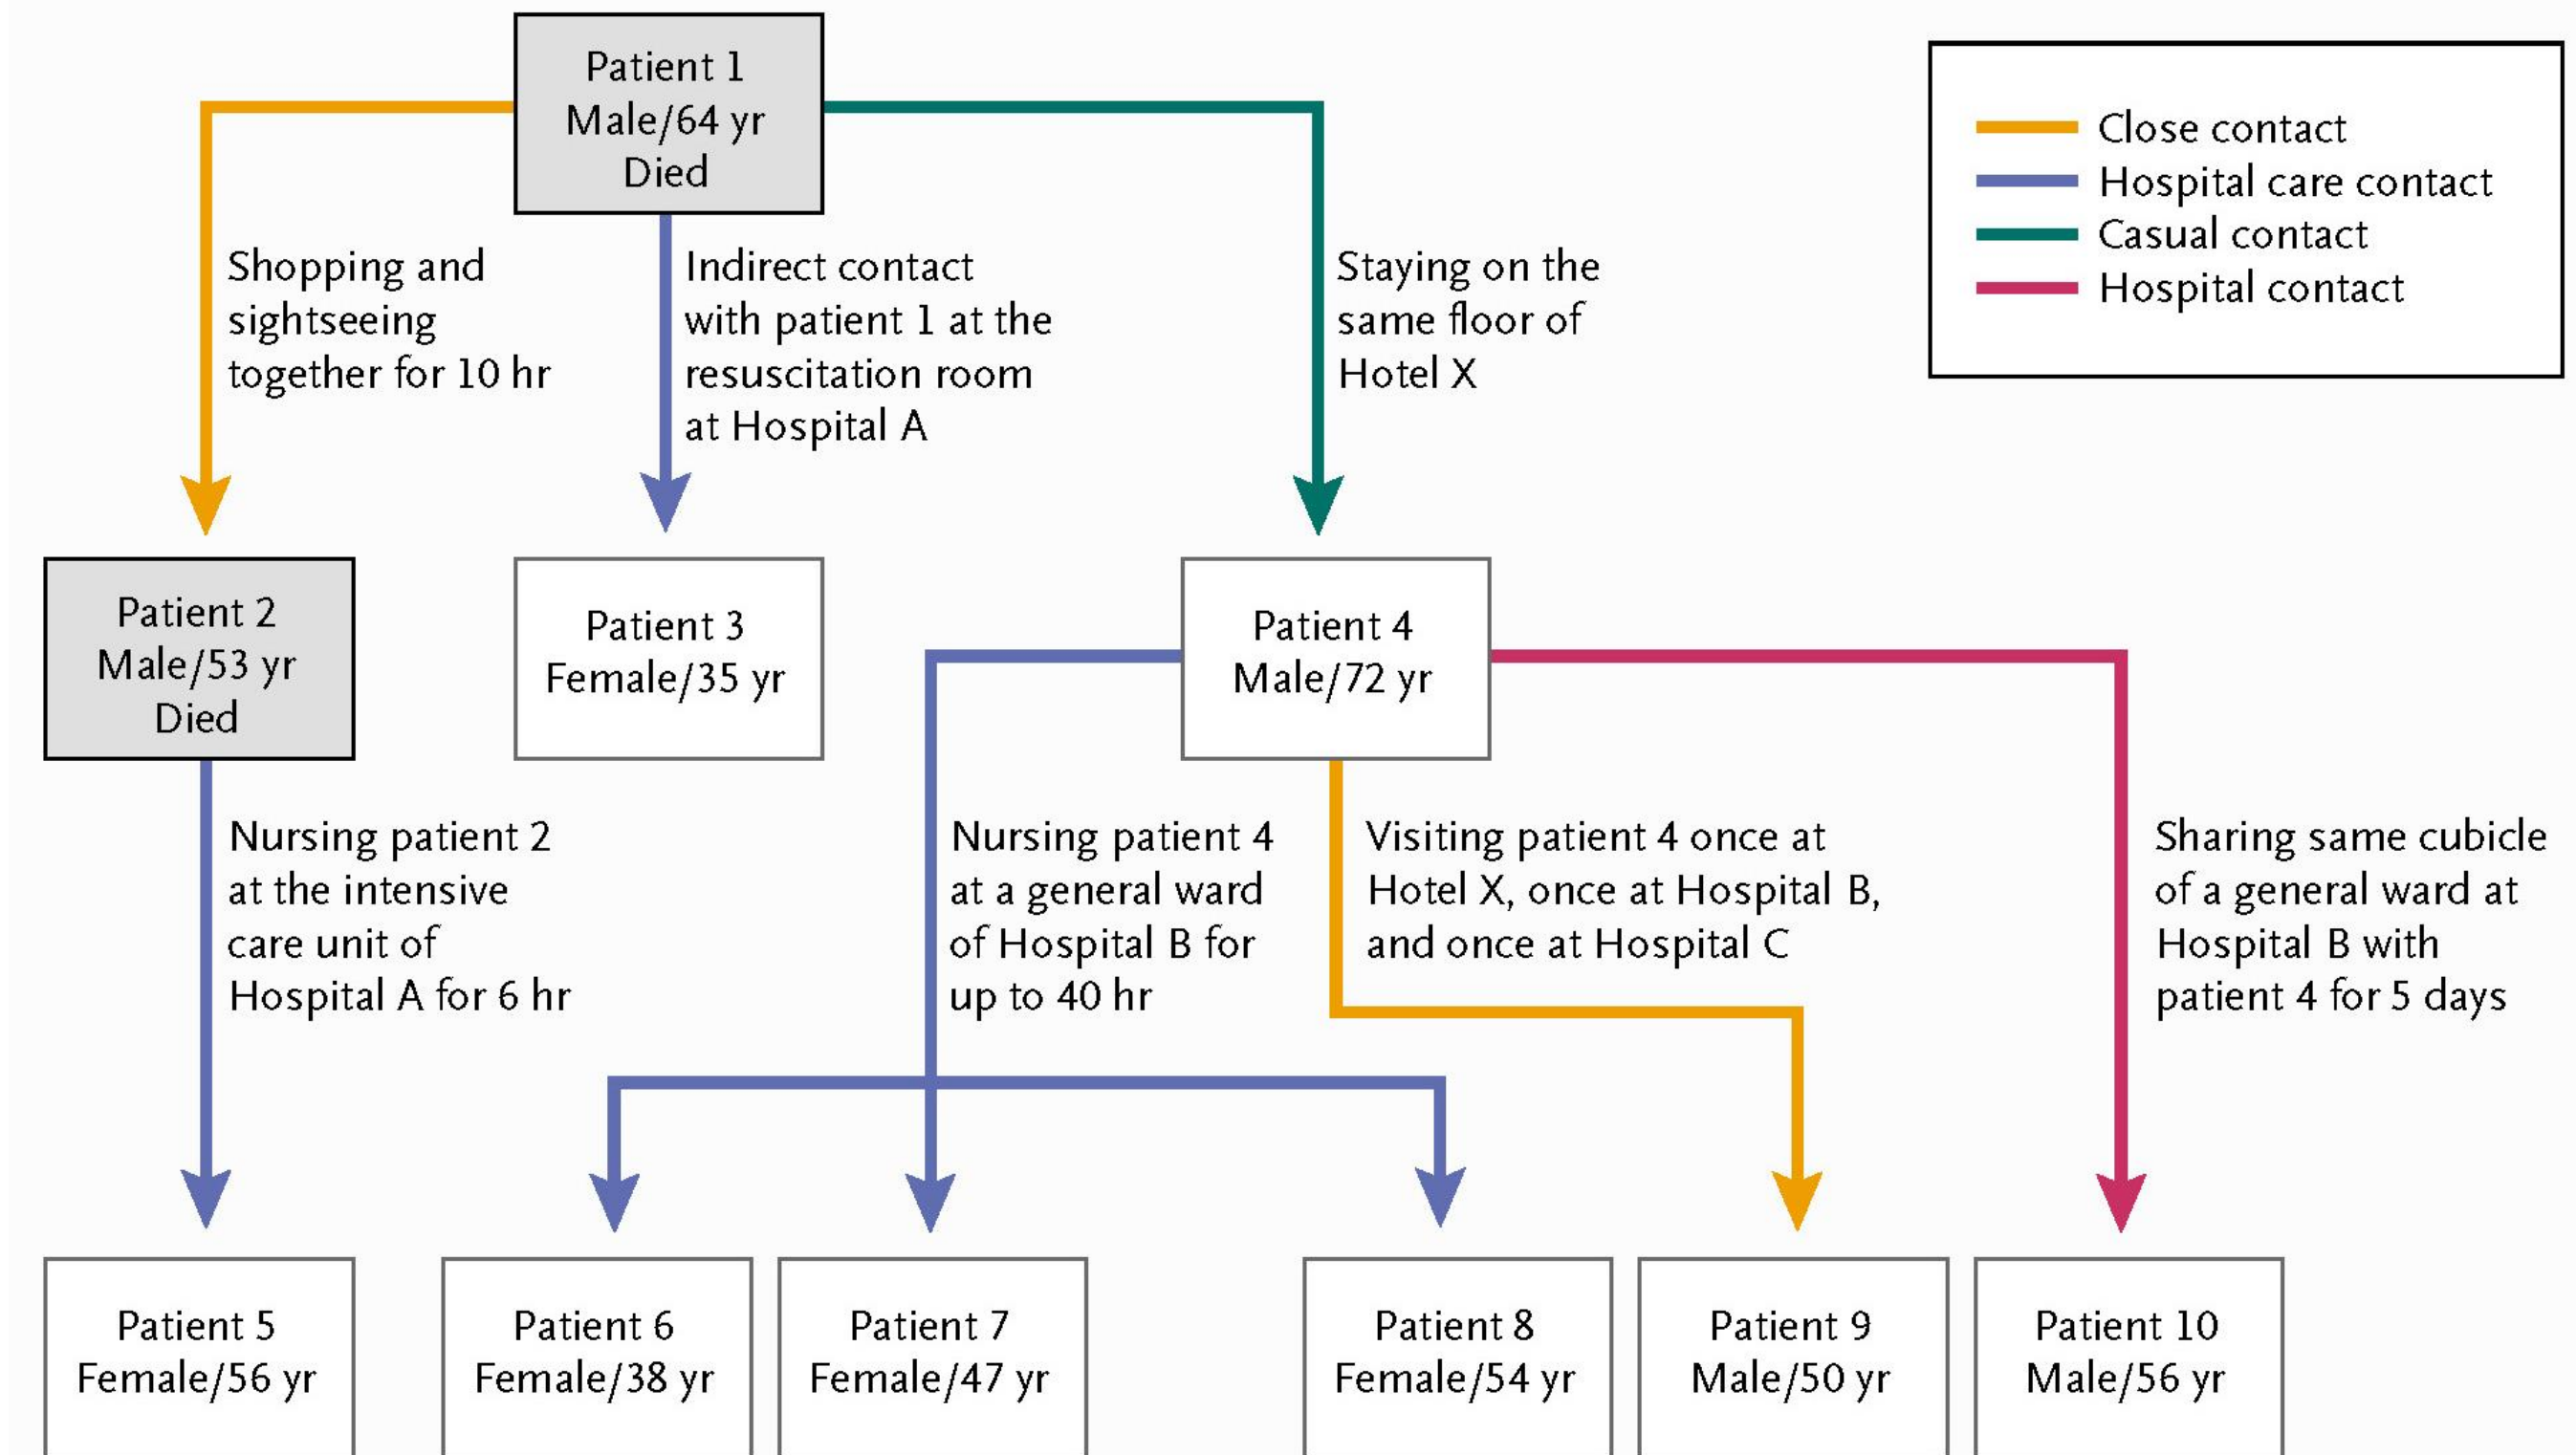 Patient 1
Male/64 yr
Died
Close contact
Hospital care contact
Casual contact
Hospital contact
Shopping and
sightseeing
together for 10 hr
Indirect contact
with patient 1 at the
resuscitation room
at Hospital A
Staying on the
same floor of
Hotel X
Patient 2
Male/53 yr
Died
Patient 3
Female/35 yr
Patient 4
Male/72 yr
Nursing patient 2
at the intensive
care unit of
Hospital A for 6 hr
Nursing patient 4
at a general ward
of Hospital B for
up to 40 hr
Visiting patient 4 once at
Hotel X, once at Hospital B,
and once at Hospital C
Sharing same cubicle
of a general ward at
Hospital B with
patient 4 for 5 days
Patient 5
Female/56 yr
Patient 6
Female/38 yr
Patient 7
Female/47 yr
Patient 8
Female/54 yr
Patient 9
Male/50 yr
Patient 10
Male/56 yr